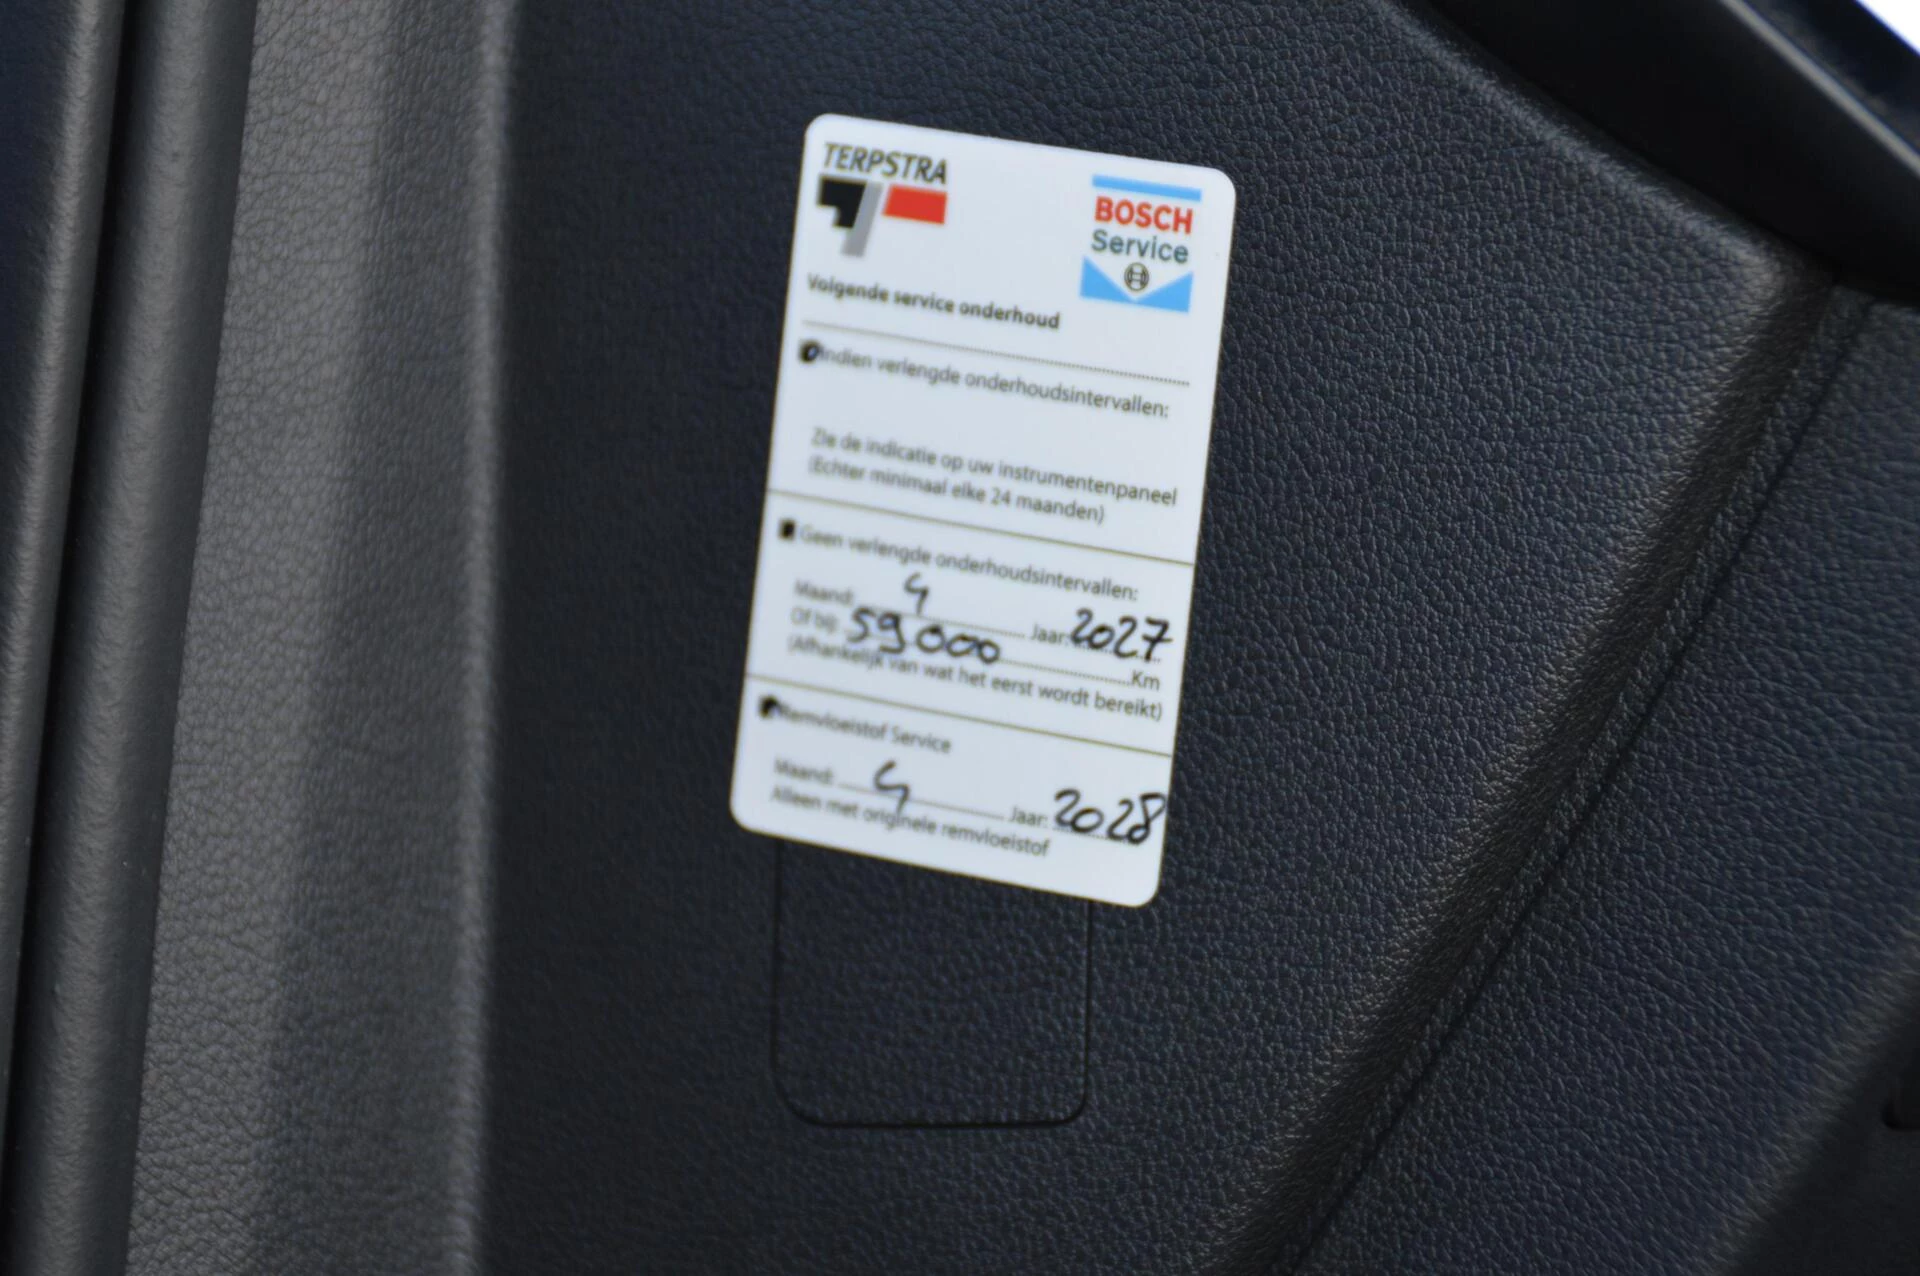 TERPSTRA
BOSCH
Service
Volgende service onderhoud
Indien verlengde onderhoudsintervallen:
Zie de indicatie op uw instrumentenpaneel
(Echter minimaal elke 24 maanden)
Geen verlengde onderhoudsintervallen:
Maand: 4 Jaar: 2027
Of bij: 59000 Km
(Afhankelijk van wat het eerst wordt bereikt)
Remvloeistof Service
Maand: 4 Jaar: 2028
Alleen met originele remvloeistof